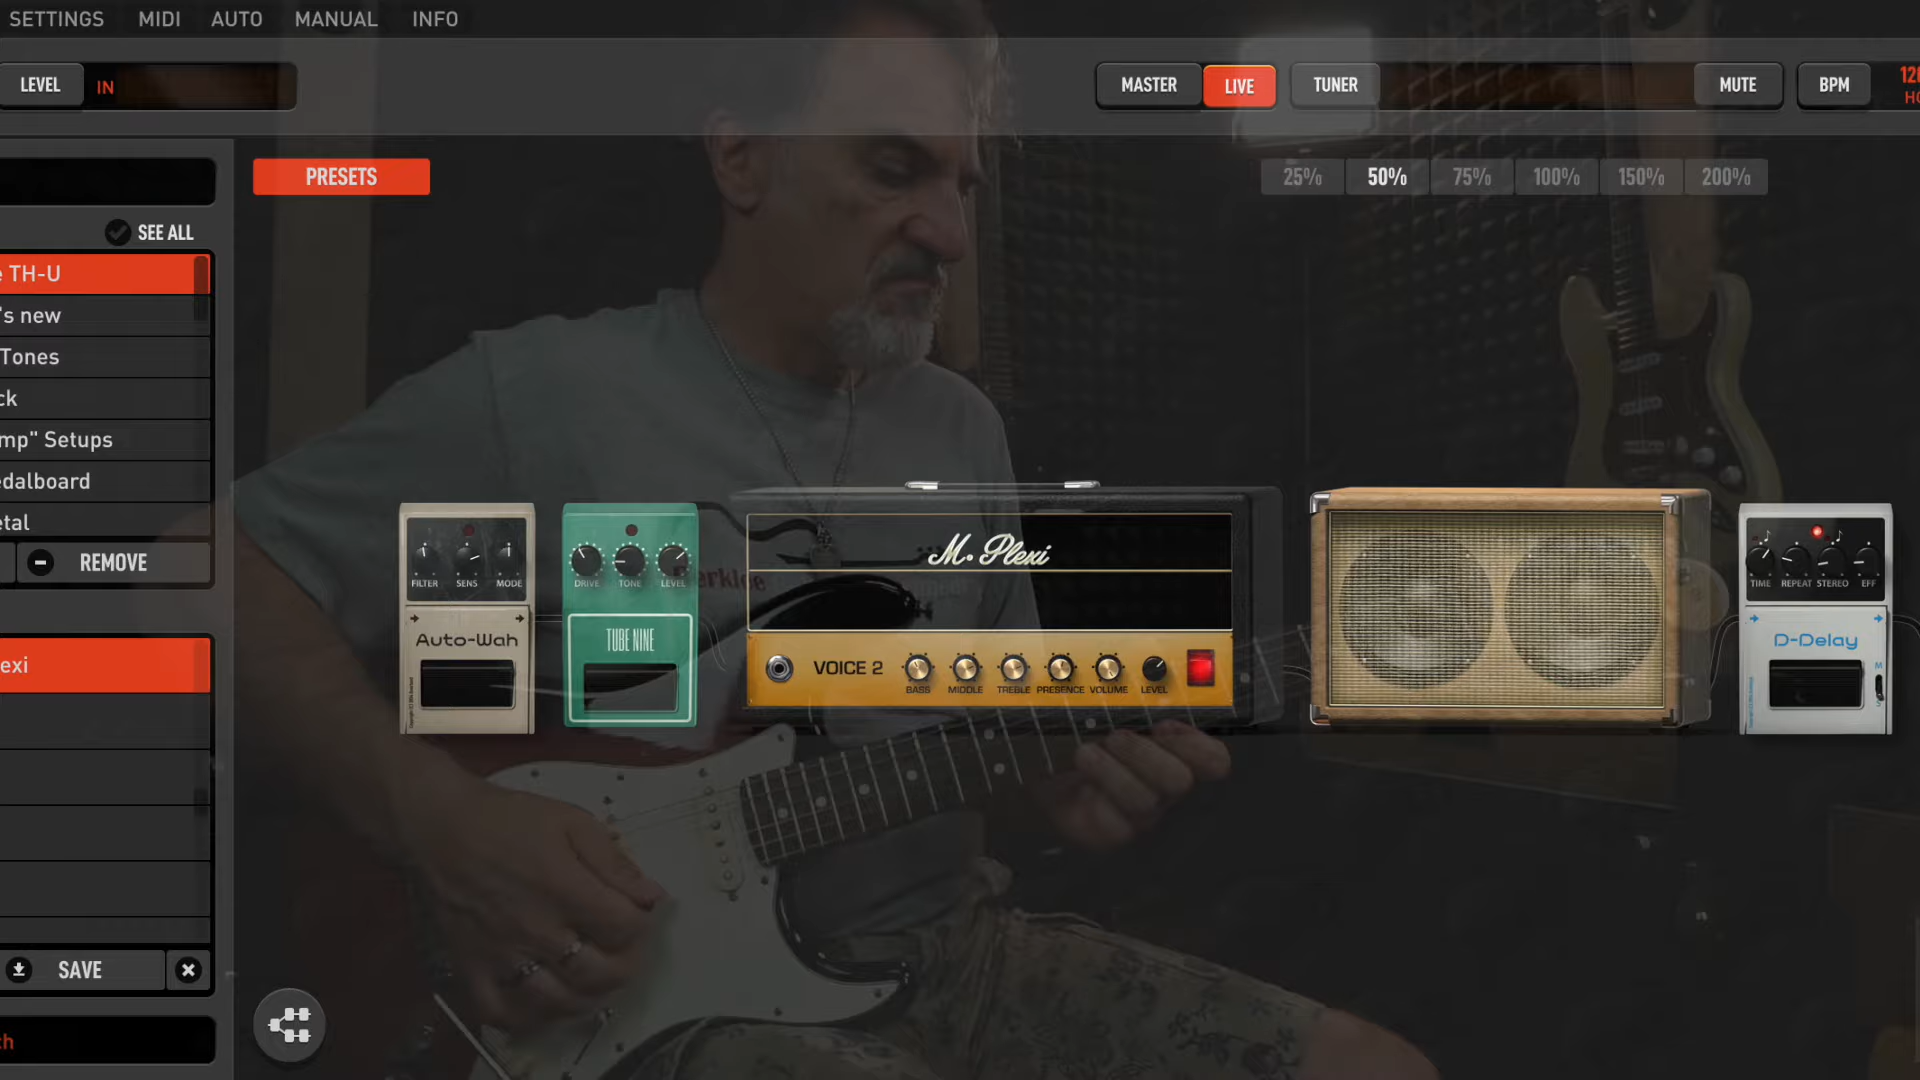 SETTINGS MIDI AUTO MANUAL INFO
LEVEL IN MASTER LIVE TUNER MUTE BPM
PRESETS 25% 50% 75% 100% 150% 200%
SEE ALL
TH-U
's new
Tones
ck
mp" Setups
edalboard
etal
REMOVE
exi
SAVE
FILTER SENS MODE
Auto-Wah
DRIVE TONE LEVEL
TUBE NINE
Berklee
M. Plexi
VOICE 2
BASS MIDDLE TREBLE PRESENCE VOLUME LEVEL
TIME REPEAT STEREO EFF
D-Delay
M